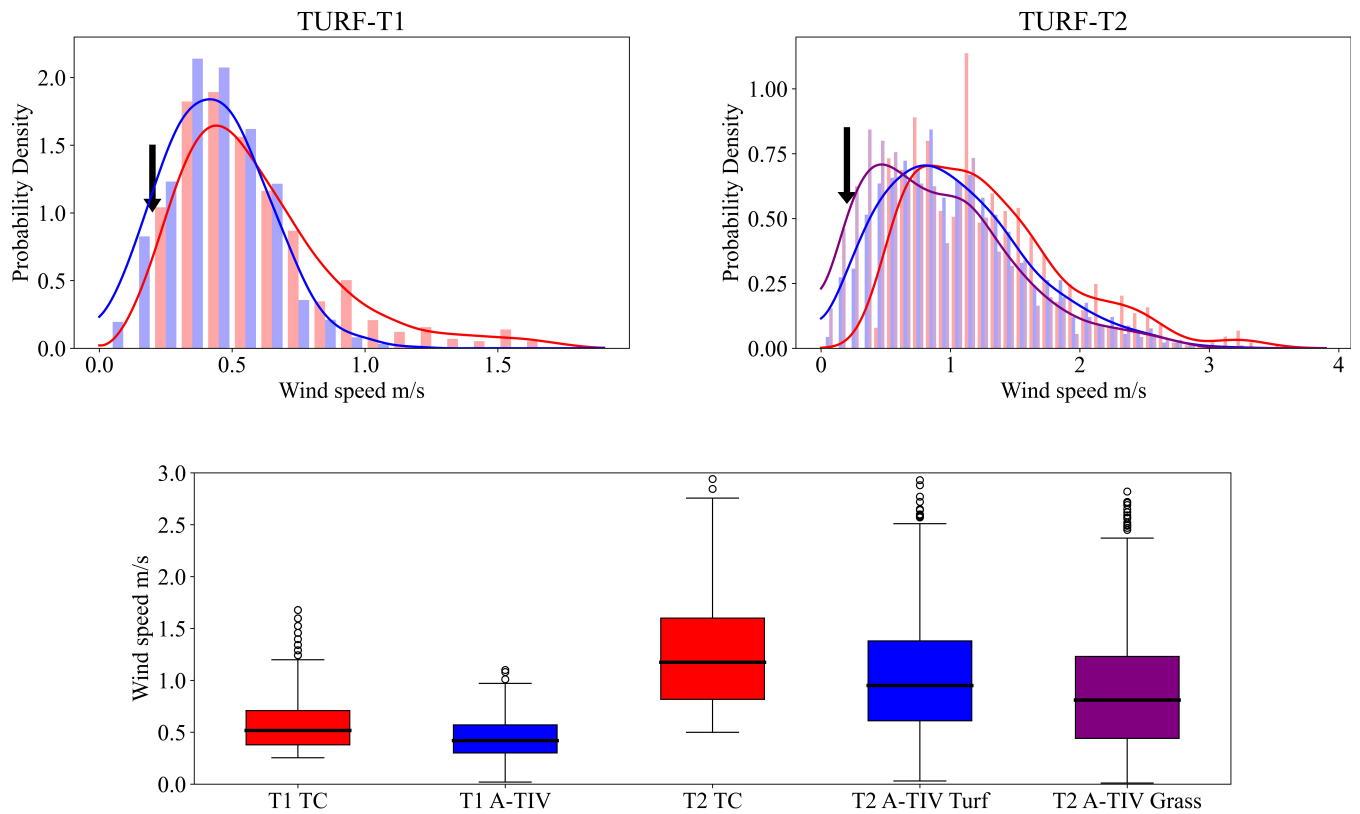 TURF-T1
Probability Density
2.0
1.5
1.0
0.5
0.0
0.0 0.5 1.0 1.5
Wind speed m/s
TURF-T2
Probability Density
1.00
0.75
0.50
0.25
0.00
0 1 2 3 4
Wind speed m/s
Wind speed m/s
3.0
2.5
2.0
1.5
1.0
0.5
0.0
T1 TC T1 A-TIV T2 TC T2 A-TIV Turf T2 A-TIV Grass